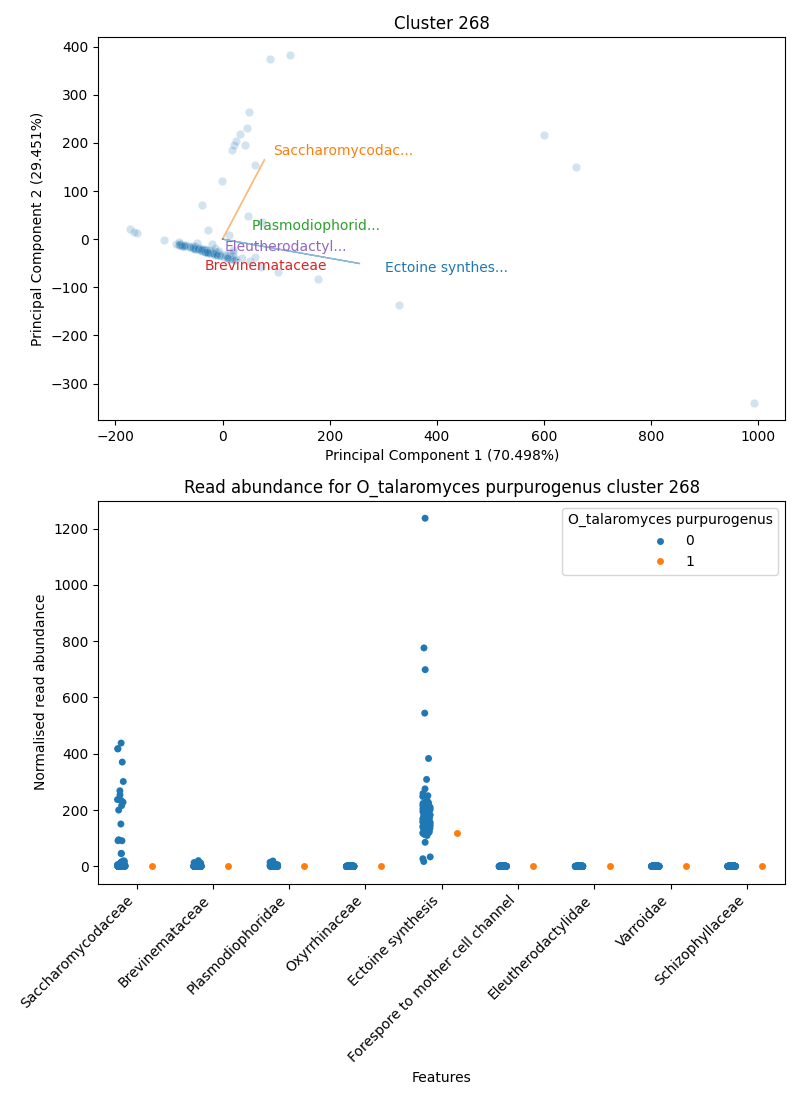 Cluster 268
Principal Component 2 (29.451%)
400
300
200
100
0
−100
−200
−300
Saccharomycodac...
Plasmodiophorid...
Eleutherodactyl...
Brevinemataceae
Ectoine synthes...
−200
0
200
400
600
800
1000
Principal Component 1 (70.498%)
Read abundance for O_talaromyces purpurogenus cluster 268
Normalised read abundance
1200
1000
800
600
400
200
0
O_talaromyces purpurogenus
0
1
Saccharomycodaceae
Brevinemataceae
Plasmodiophoridae
Oxyrrhinaceae
Ectoine synthesis
Forespore to mother cell channel
Eleutherodactylidae
Varroidae
Schizophyllaceae
Features